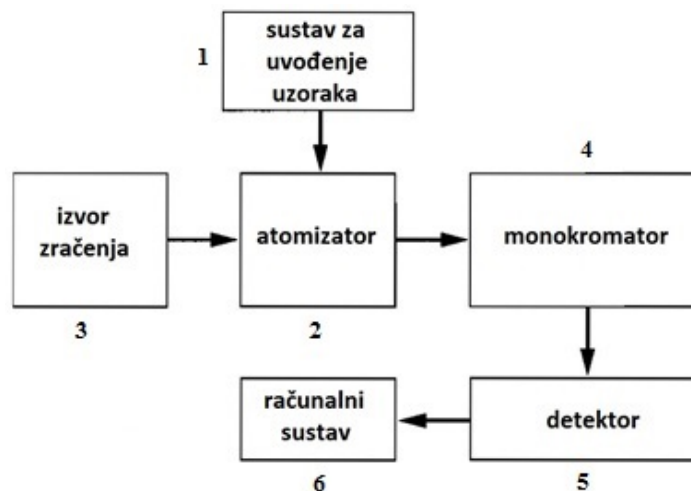 1
sustav za
uvođenje
uzoraka
4
izvor
zračenja
atomizator
monokromator
3
2
računalni
sustav
detektor
6
5